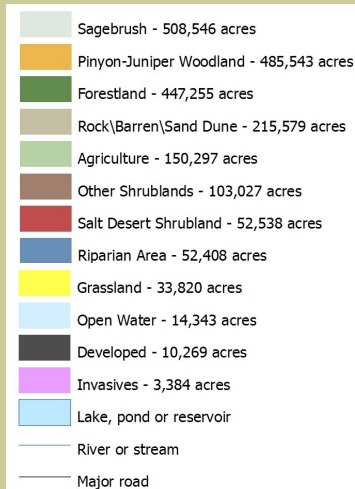 Sagebrush - 508,546 acres
Pinyon-Juniper Woodland - 485,543 acres
Forestland - 447,255 acres
Rock\Barren\Sand Dune - 215,579 acres
Agriculture - 150,297 acres
Other Shrublands - 103,027 acres
Salt Desert Shrubland - 52,538 acres
Riparian Area - 52,408 acres
Grassland - 33,820 acres
Open Water - 14,343 acres
Developed - 10,269 acres
Invasives - 3,384 acres
Lake, pond or reservoir
River or stream
Major road